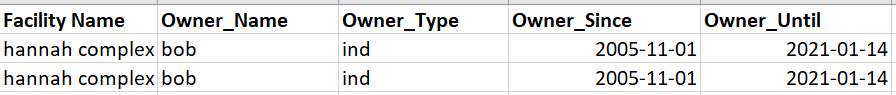 Facility Name Owner_Name Owner_Type Owner_Since Owner_Until
hannah complex bob ind 2005-11-01 2021-01-14
hannah complex bob ind 2005-11-01 2021-01-14